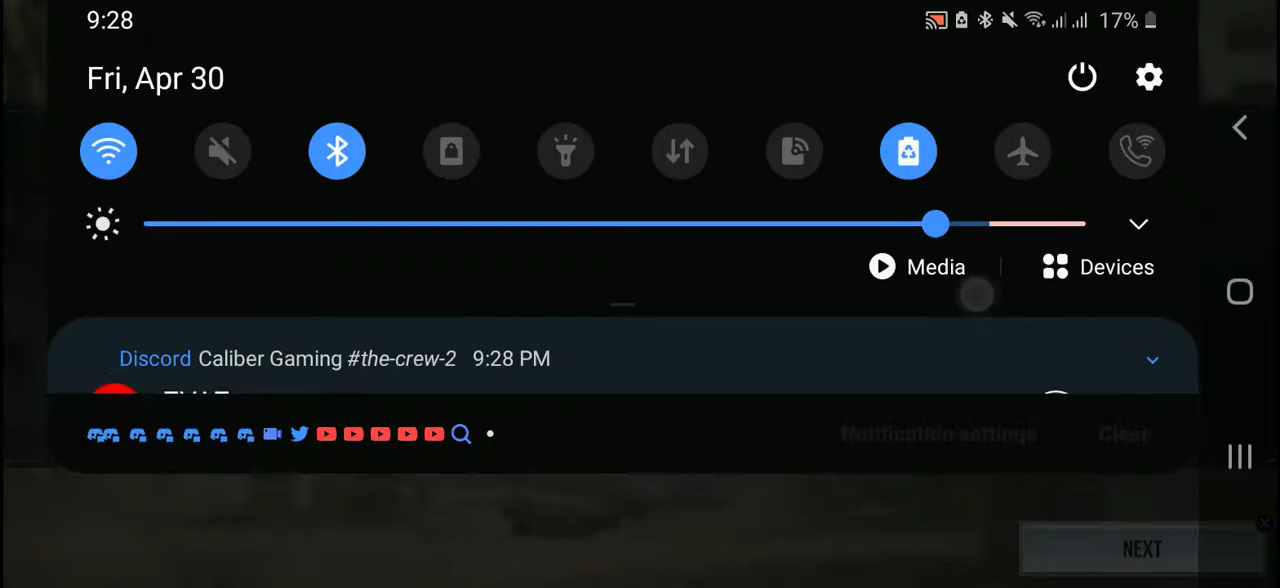 9:28 17%
Fri, Apr 30
Media Devices
Discord Caliber Gaming #the-crew-2 9:28 PM
Notification settings Clear
NEXT